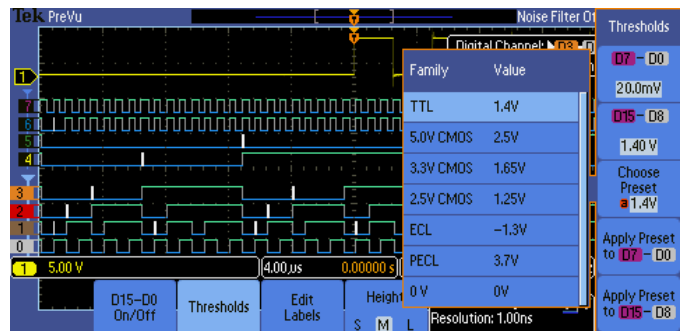 Tek PreVu
Noise Filter Of
Thresholds
Digital Channel: D3
D7 - D0
20.0mV
D15 - D8
1.40 V
Choose
Preset
a 1.4V
Apply Preset
to D7 - D0
Apply Preset
to D15 - D8
Family Value
TTL 1.4V
5.0V CMOS 2.5V
3.3V CMOS 1.65V
2.5V CMOS 1.25V
ECL −1.3V
PECL 3.7V
0 V 0V
1
7
6
5
4
3
2
1
0
1 5.00 V 4.00µs 0.00000 s
D15–D0
On/Off
Thresholds
Edit
Labels
Height
S M L
Resolution: 1.00ns